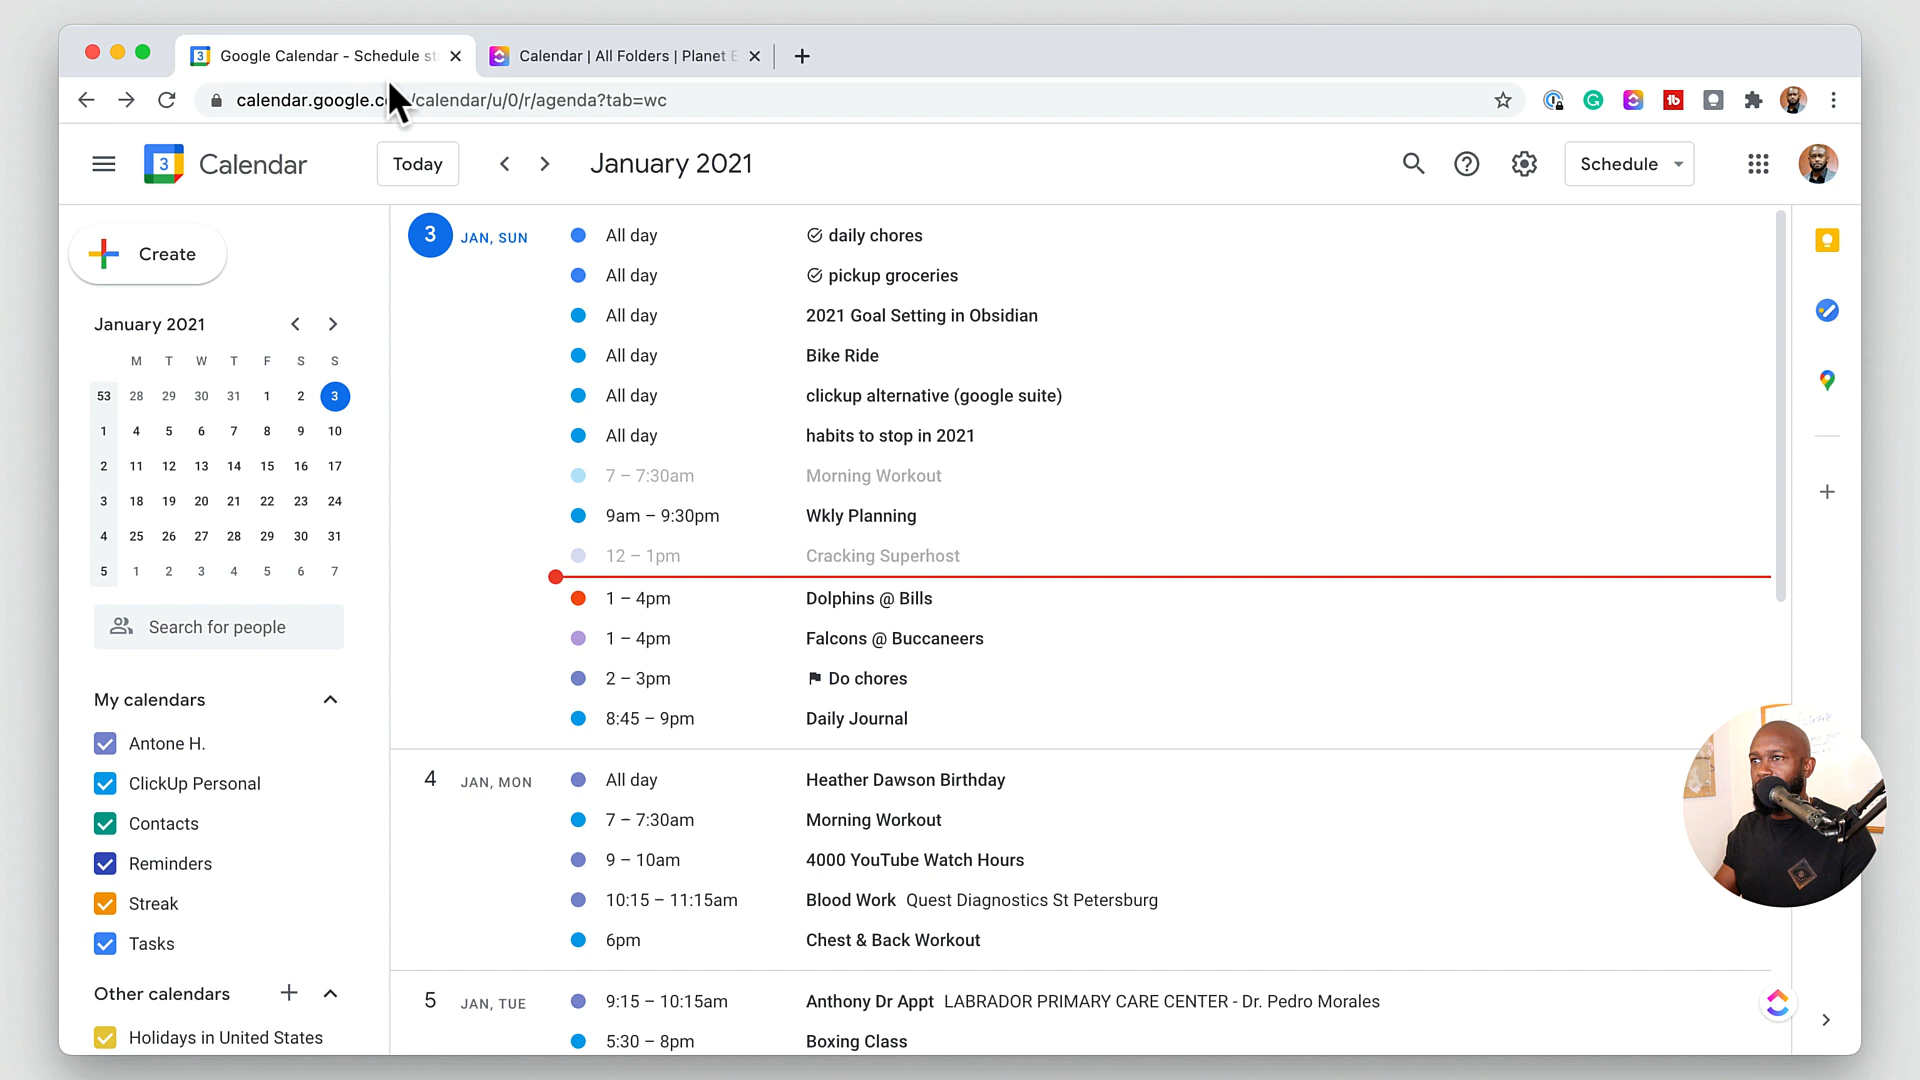 Google Calendar - Schedule st
Calendar | All Folders | Planet E
calendar.google.co/calendar/u/0/r/agenda?tab=wc
3 Calendar
Today
January 2021
Schedule
Create
January 2021
M T W T F S S
53 28 29 30 31 1 2 3
1 4 5 6 7 8 9 10
2 11 12 13 14 15 16 17
3 18 19 20 21 22 23 24
4 25 26 27 28 29 30 31
5 1 2 3 4 5 6 7
Search for people
My calendars
Antone H.
ClickUp Personal
Contacts
Reminders
Streak
Tasks
Other calendars
Holidays in United States
3 JAN, SUN
All day daily chores
All day pickup groceries
All day 2021 Goal Setting in Obsidian
All day Bike Ride
All day clickup alternative (google suite)
All day habits to stop in 2021
7 – 7:30am Morning Workout
9am – 9:30pm Wkly Planning
12 – 1pm Cracking Superhost
1 – 4pm Dolphins @ Bills
1 – 4pm Falcons @ Buccaneers
2 – 3pm Do chores
8:45 – 9pm Daily Journal
4 JAN, MON
All day Heather Dawson Birthday
7 – 7:30am Morning Workout
9 – 10am 4000 YouTube Watch Hours
10:15 – 11:15am Blood Work Quest Diagnostics St Petersburg
6pm Chest & Back Workout
5 JAN, TUE
9:15 – 10:15am Anthony Dr Appt LABRADOR PRIMARY CARE CENTER - Dr. Pedro Morales
5:30 – 8pm Boxing Class